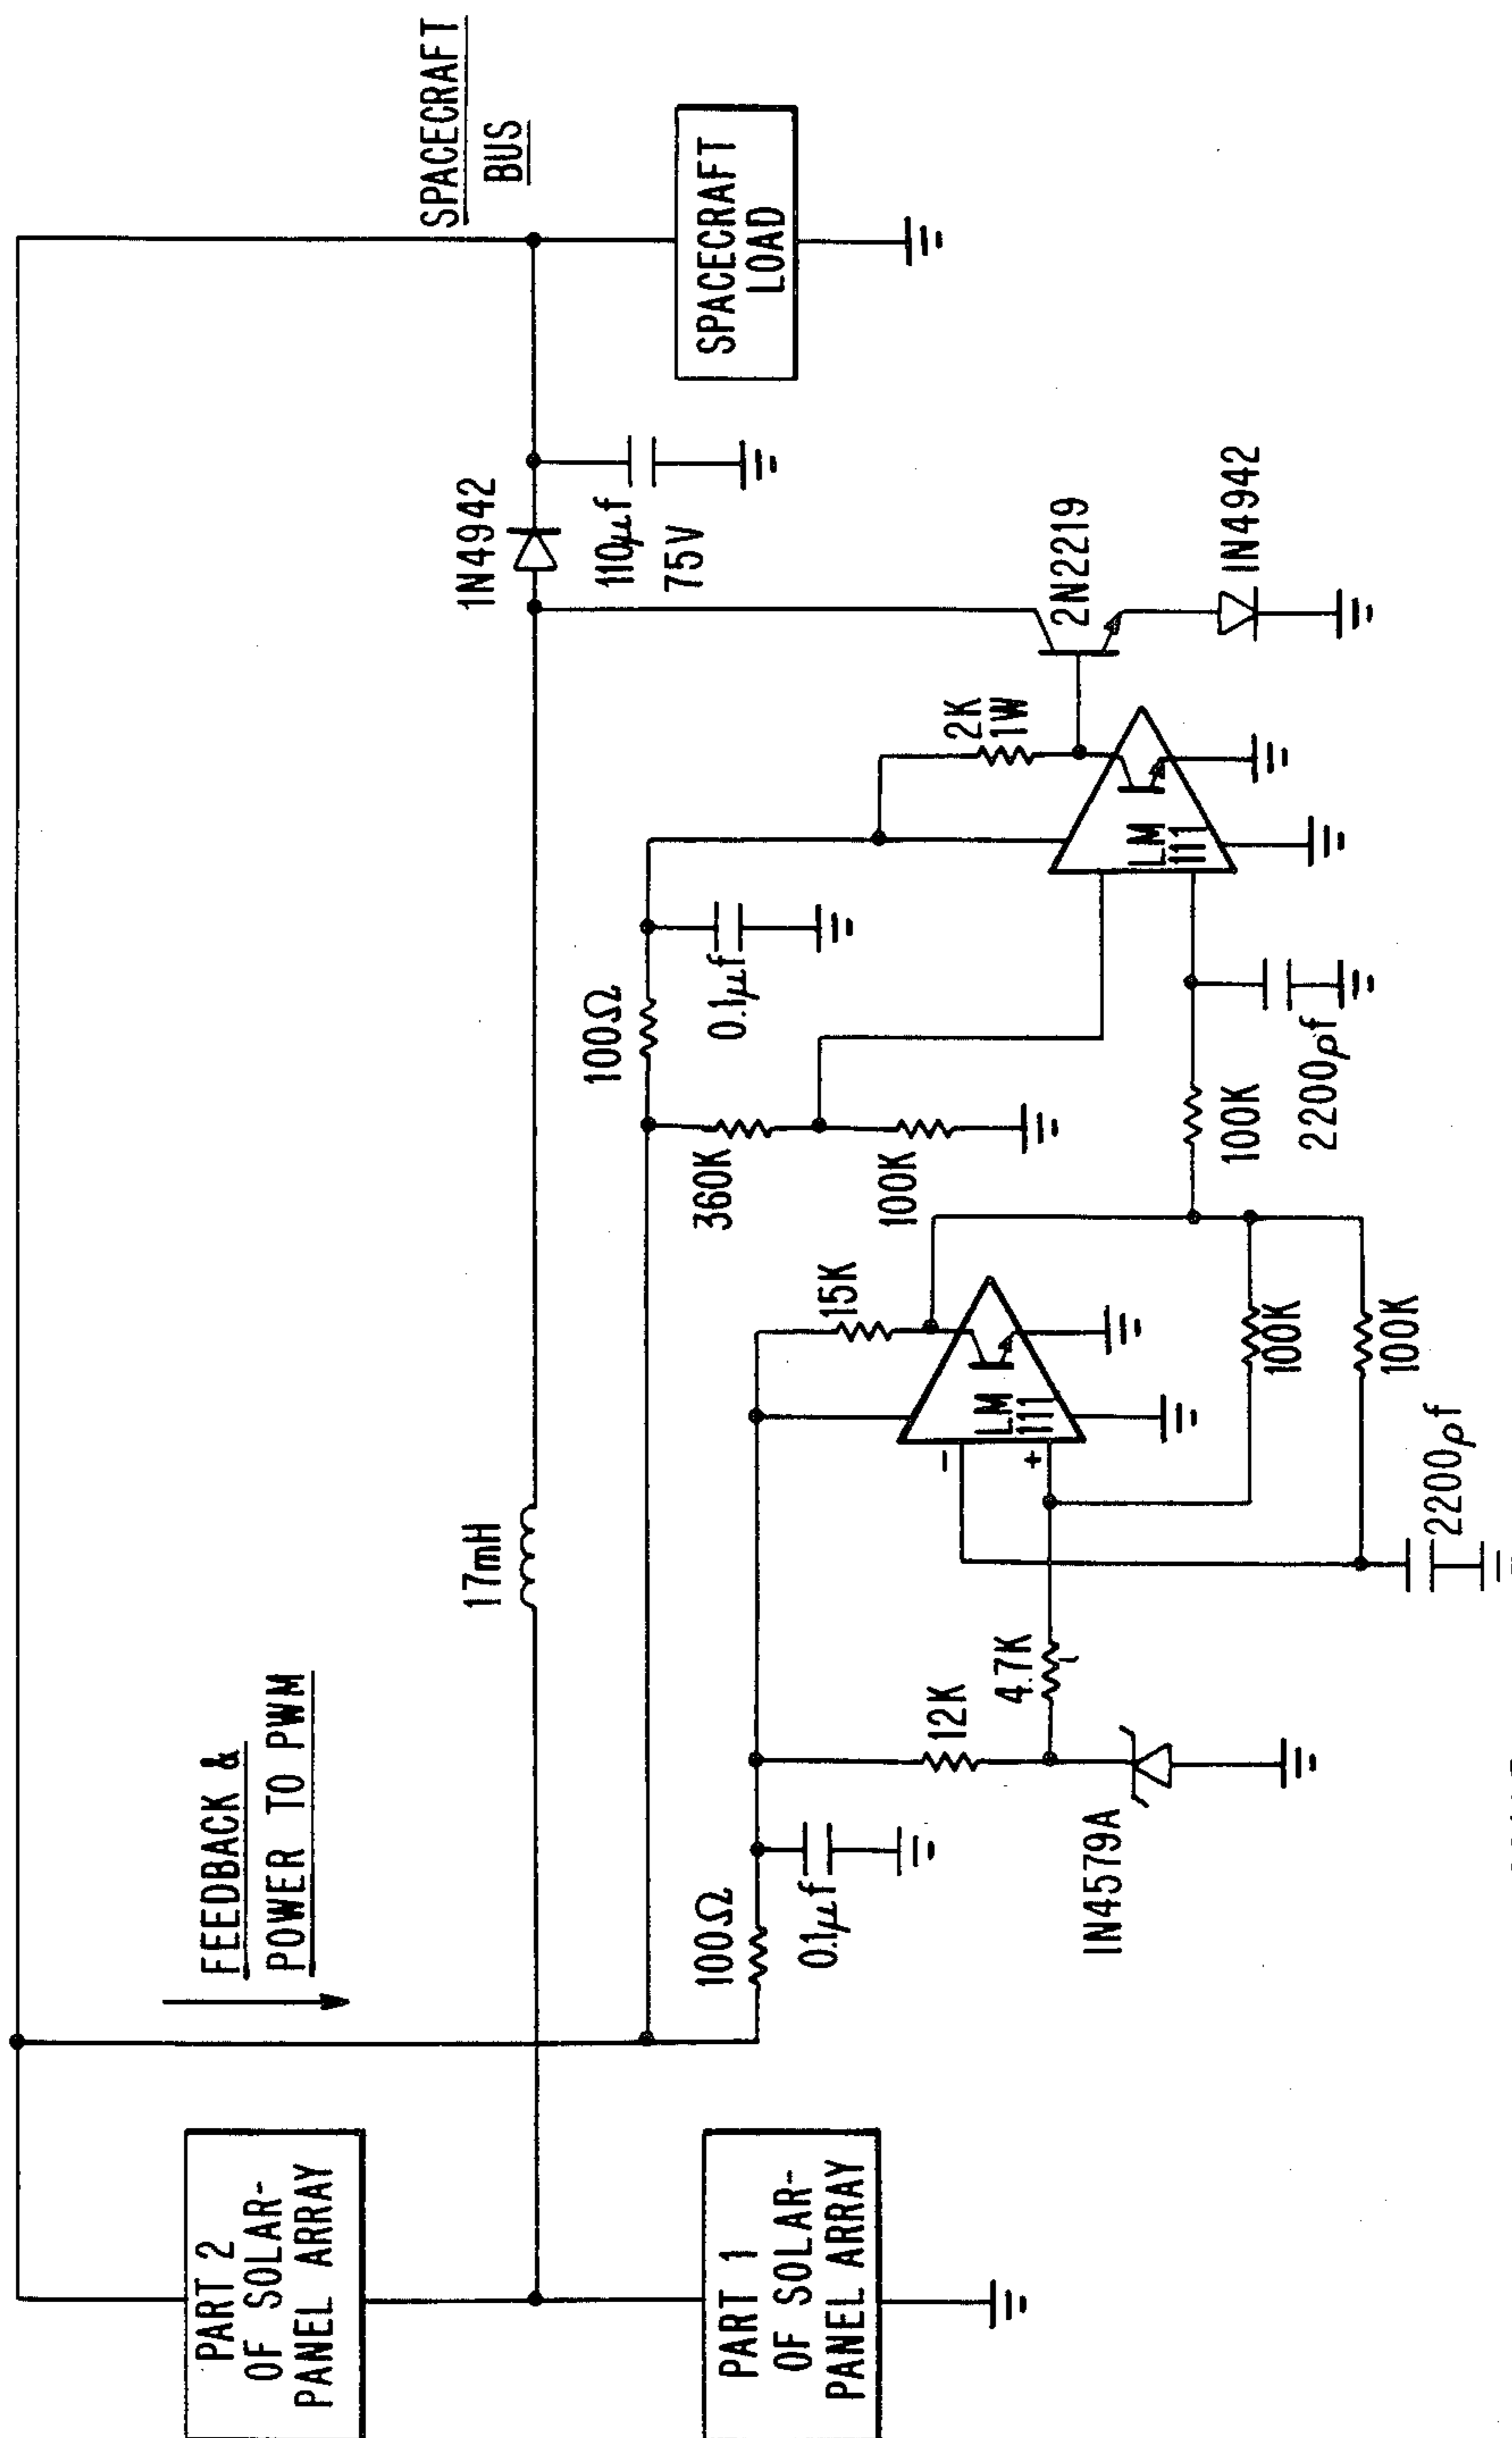 SPACECRAFT
BUS
FEEDBACK &
POWER TO PWM
PART 2
OF SOLAR-
PANEL ARRAY
PART 1
OF SOLAR-
PANEL ARRAY
17mH
1N4942
110µf
75V
SPACECRAFT
LOAD
100Ω
0.1µf
360K
100K
2K
1W
2N2219
1N4942
LM
111
100K
2200ρf
100Ω
0.1µf
12K
1N4579A
4.7K
-
+
LM
111
15K
100K
100K
2200ρf